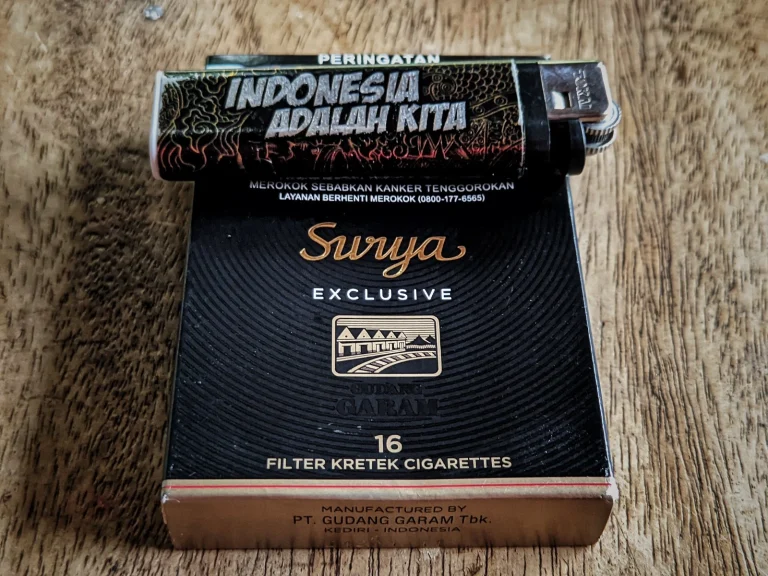 PERINGATAN
INDONESIA
ADALAH KITA
TOKAI
MEROKOK SEBABKAN KANKER TENGGOROKAN
LAYANAN BERHENTI MEROKOK (0800-177-6565)
Surya
EXCLUSIVE
GUDANG
GARAM
16
FILTER KRETEK CIGARETTES
MANUFACTURED BY
PT. GUDANG GARAM Tbk.
KEDIRI - INDONESIA